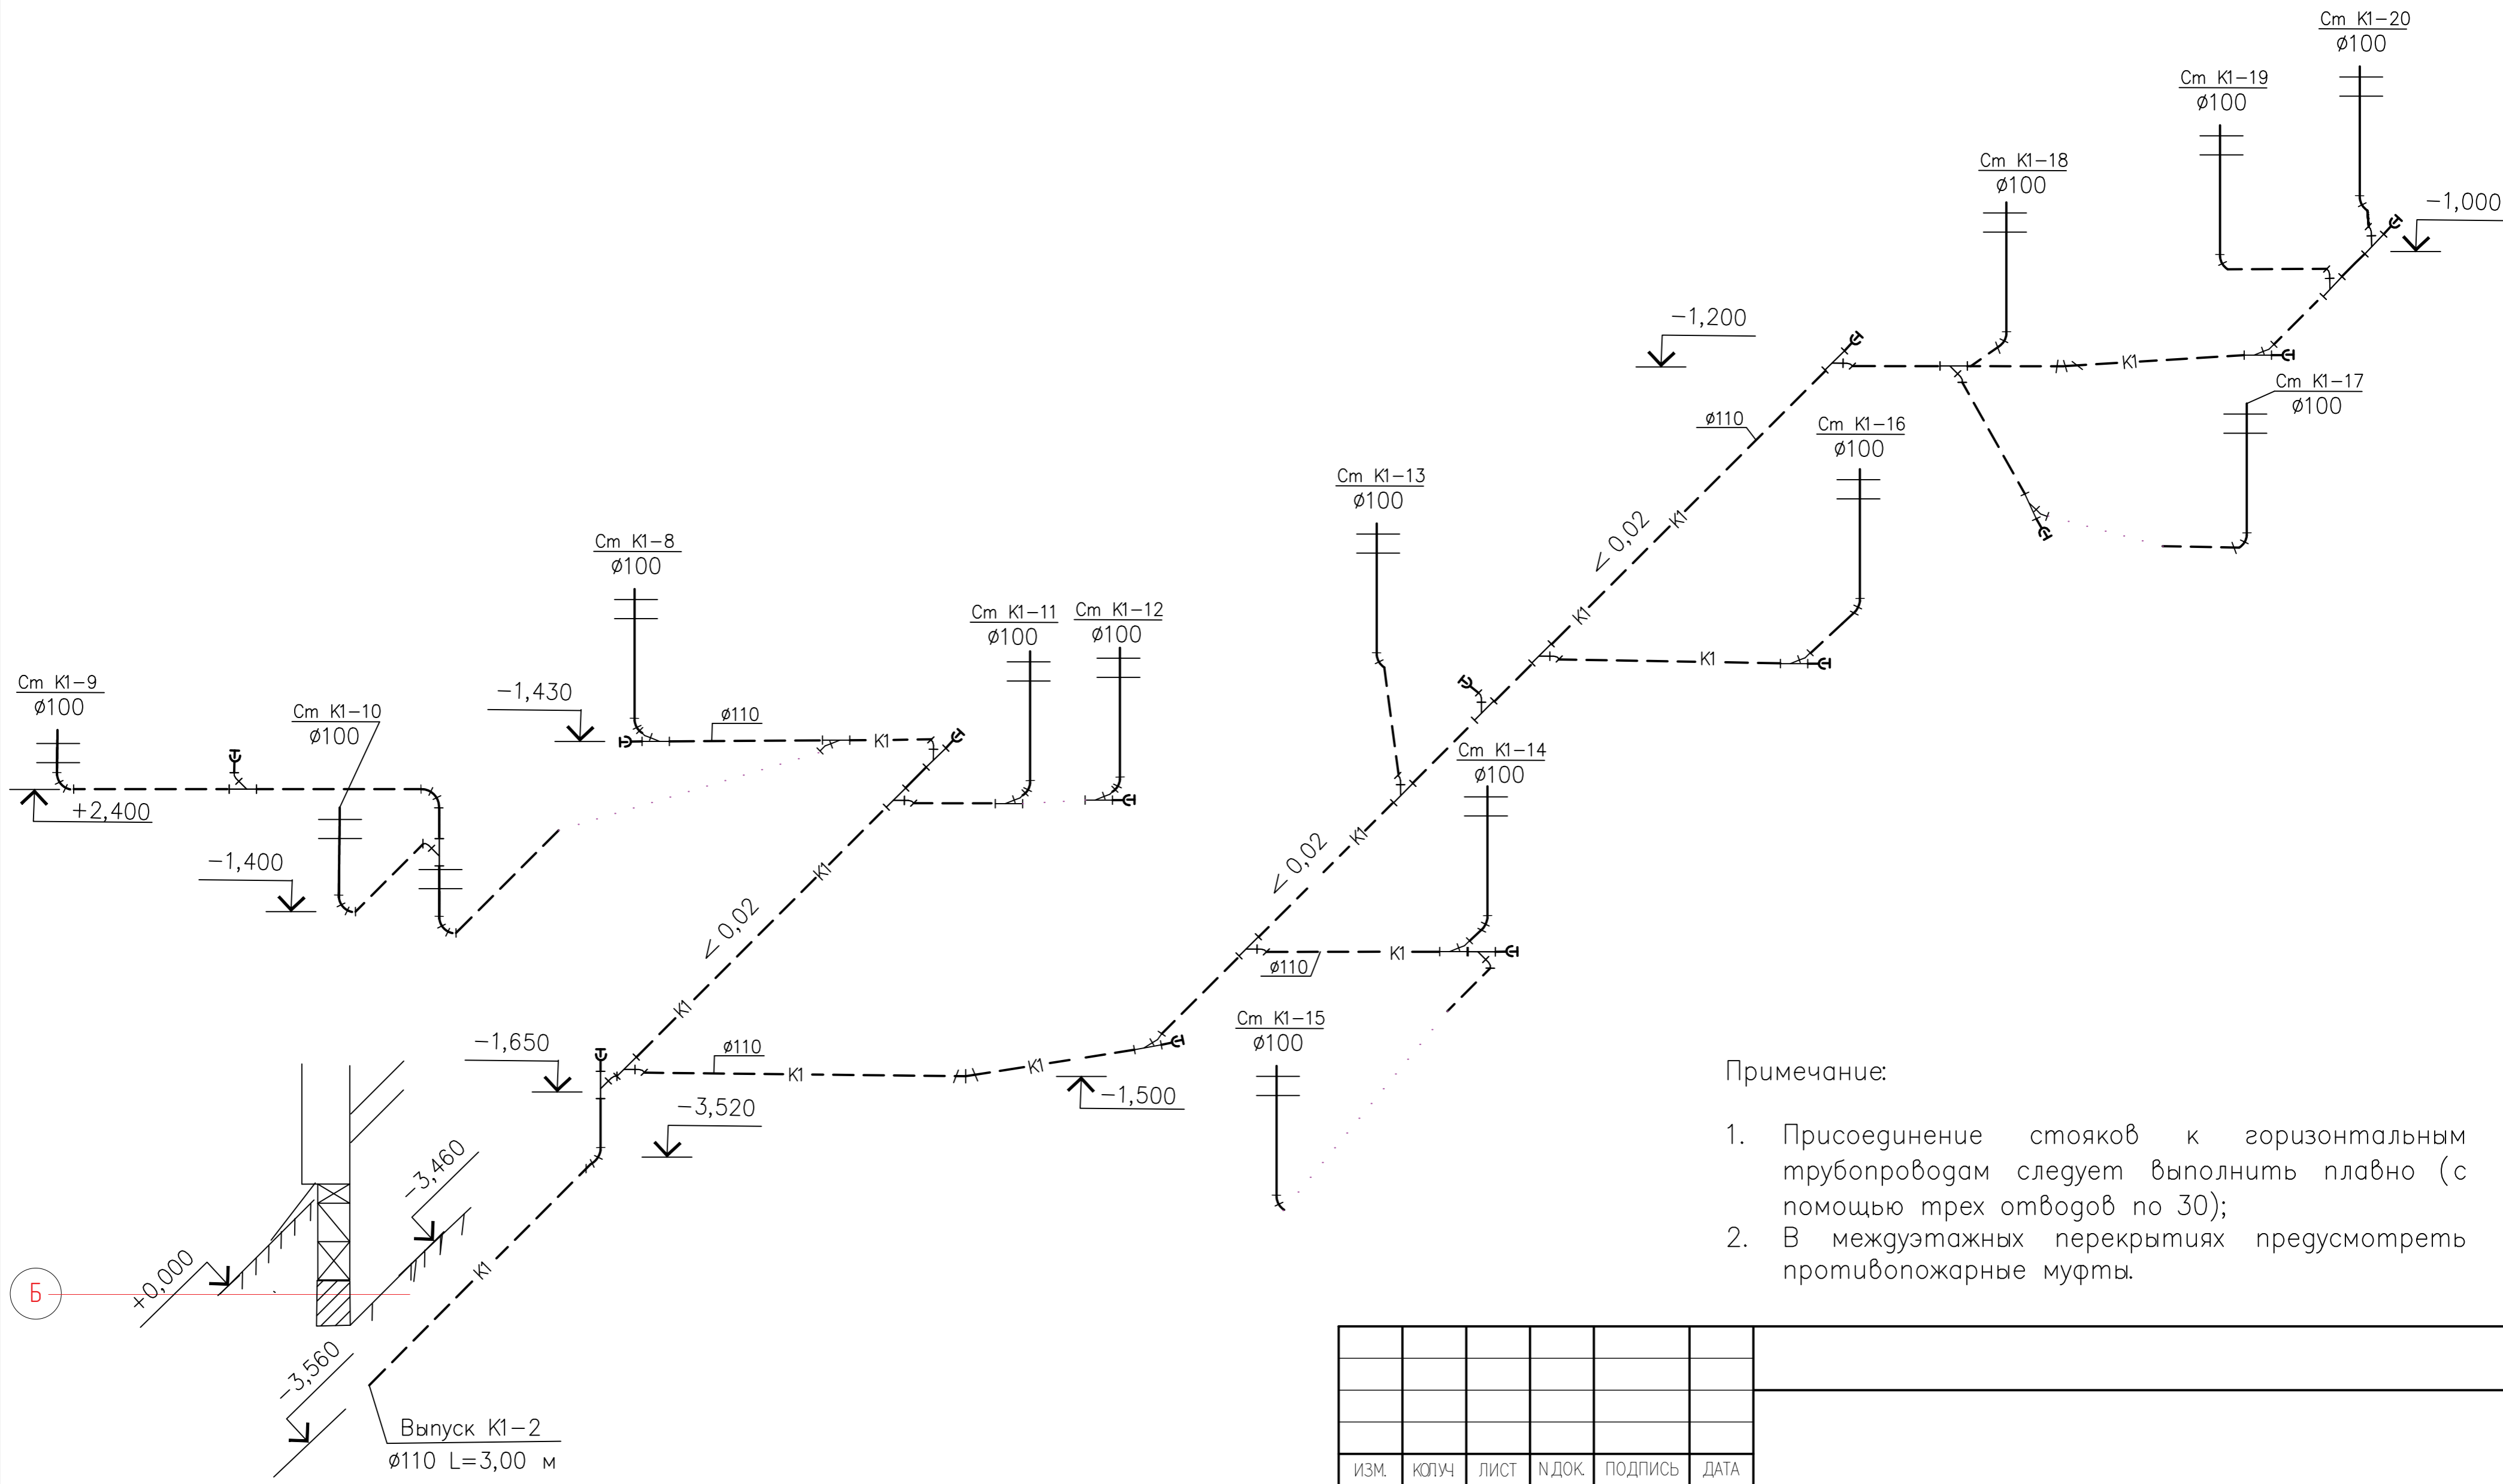 Ст К1-20
ø100
Ст К1-19
ø100
Ст К1-18
ø100
-1,000
-1,200
К1
Ст К1-17
ø100
ø110
Ст К1-16
ø100
Ст К1-13
ø100
К1
< 0,02
Ст К1-8
ø100
Ст К1-11
ø100
Ст К1-12
ø100
К1
К1
Ст К1-9
ø100
-1,430
Ст К1-10
ø100
ø110
К1
Ст К1-14
ø100
+2,400
К1
-1,400
< 0,02
К1
< 0,02
К1
ø110
К1
Ст К1-15
ø100
-1,650
ø110
К1
К1
-1,500
-3,520
-3,460
К1
+0,000
Б
-3,560
Выпуск К1-2
ø110 L=3,00 м
Примечание:
1. Присоединение стояков к горизонтальным
трубопроводам следует выполнить плавно (с
помощью трех отводов по 30);
2. В междуэтажных перекрытиях предусмотреть
противопожарные муфты.
ИЗМ. КОЛУЧ ЛИСТ N ДОК. ПОДПИСЬ ДАТА